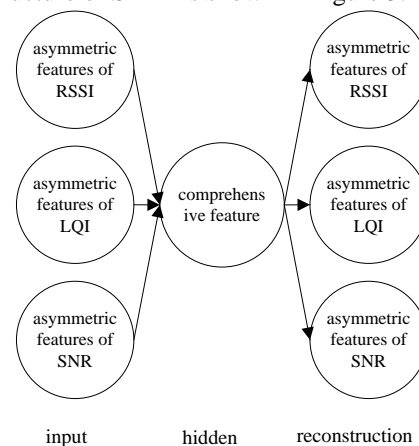 asymmetric
features of
RSSI
asymmetric
features of
LQI
asymmetric
features of
SNR
comprehens
ive feature
asymmetric
features of
RSSI
asymmetric
features of
LQI
asymmetric
features of
SNR
input hidden reconstruction